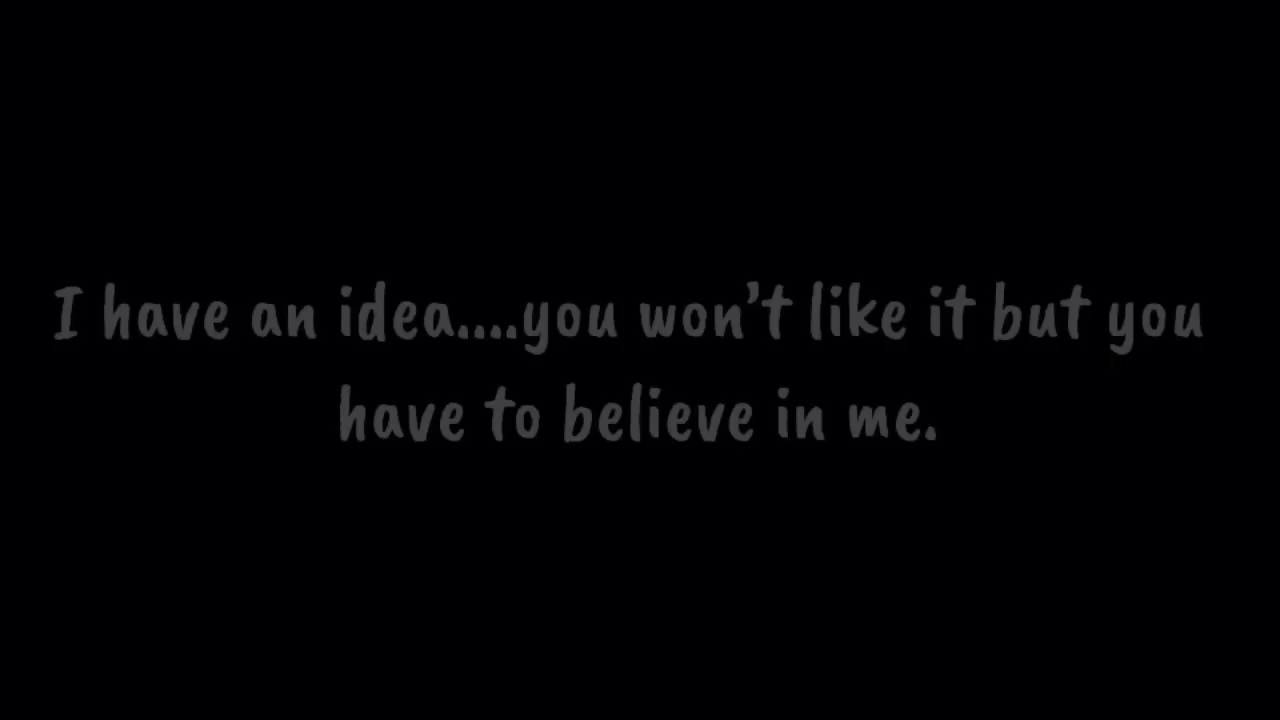 I have an idea....you won’t like it but you
have to believe in me.